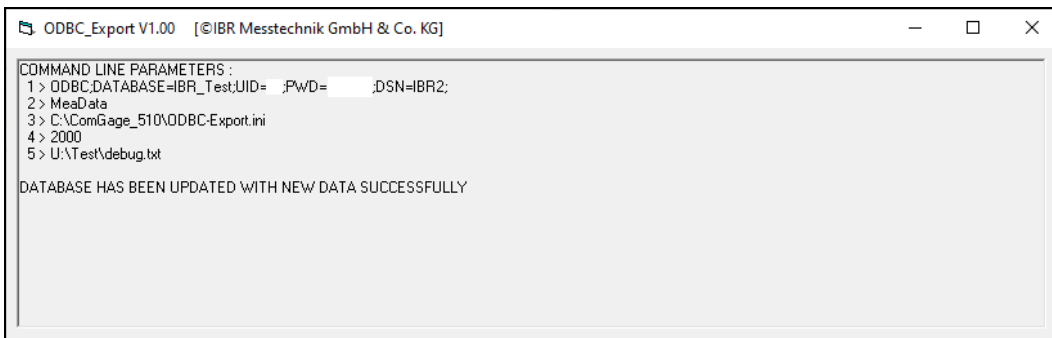 ODBC_Export V1.00 [©IBR Messtechnik GmbH & Co. KG]
COMMAND LINE PARAMETERS :
1 > ODBC;DATABASE=IBR_Test;UID= ;PWD= ;DSN=IBR2;
2 > MeaData
3 > C:\ComGage_510\ODBC-Export.ini
4 > 2000
5 > U:\Test\debug.txt
DATABASE HAS BEEN UPDATED WITH NEW DATA SUCCESSFULLY